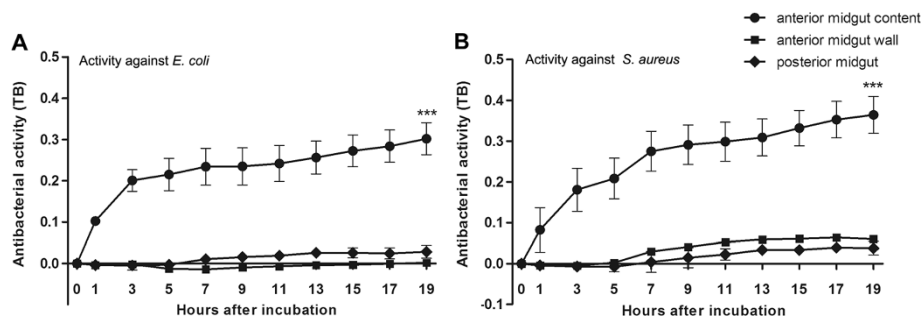 anterior midgut content
anterior midgut wall
posterior midgut
A
Activity against E. coli
Antibacterial activity (TB)
0.5
0.4
0.3
0.2
0.1
0.0
-0.1
***
0 1 3 5 7 9 11 13 15 17 19
Hours after incubation
B
Activity against S. aureus
Antibacterial activity (TB)
0.5
0.4
0.3
0.2
0.1
0.0
-0.1
***
0 1 3 5 7 9 11 13 15 17 19
Hours after incubation